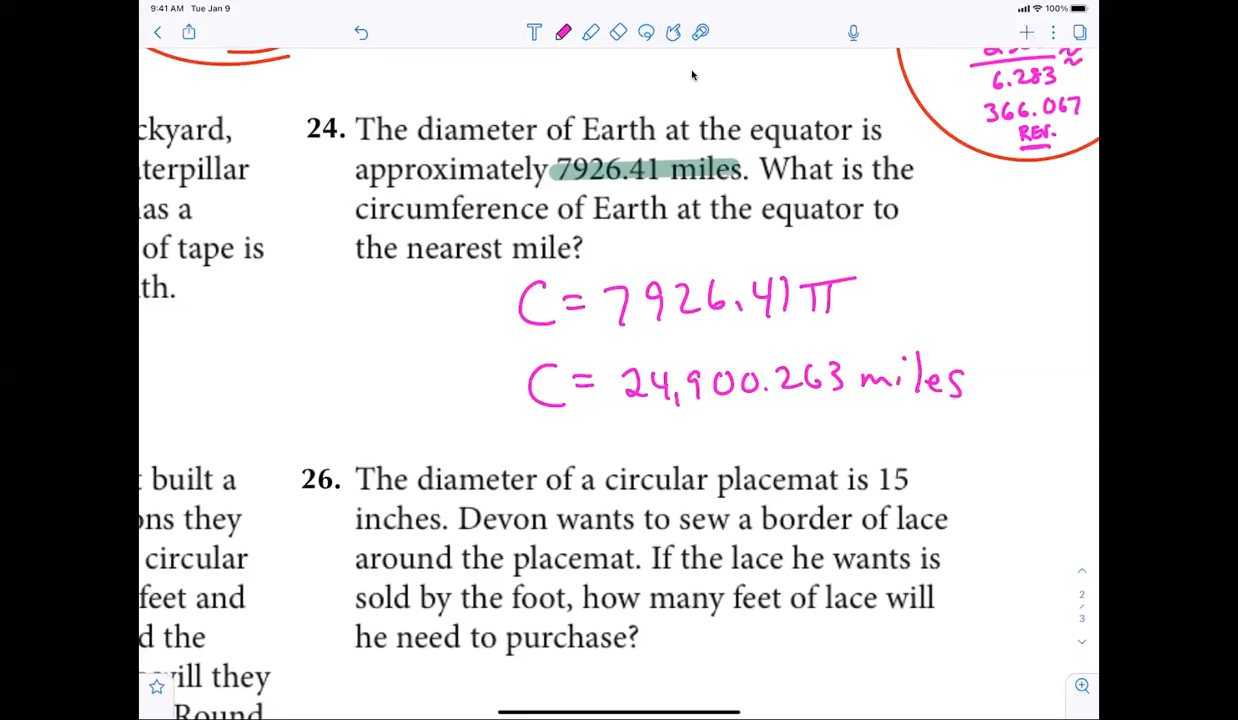 9:41 AM Tue Jan 9
100%
6.283
366.067
REV.
ckyard,
terpillar
as a
of tape is
th.
24. The diameter of Earth at the equator is
approximately 7926.41 miles. What is the
circumference of Earth at the equator to
the nearest mile?
C = 7926.41π
C = 24,900.263 miles
built a
ons they
circular
feet and
d the
will they
Round
26. The diameter of a circular placemat is 15
inches. Devon wants to sew a border of lace
around the placemat. If the lace he wants is
sold by the foot, how many feet of lace will
he need to purchase?
2
/
3